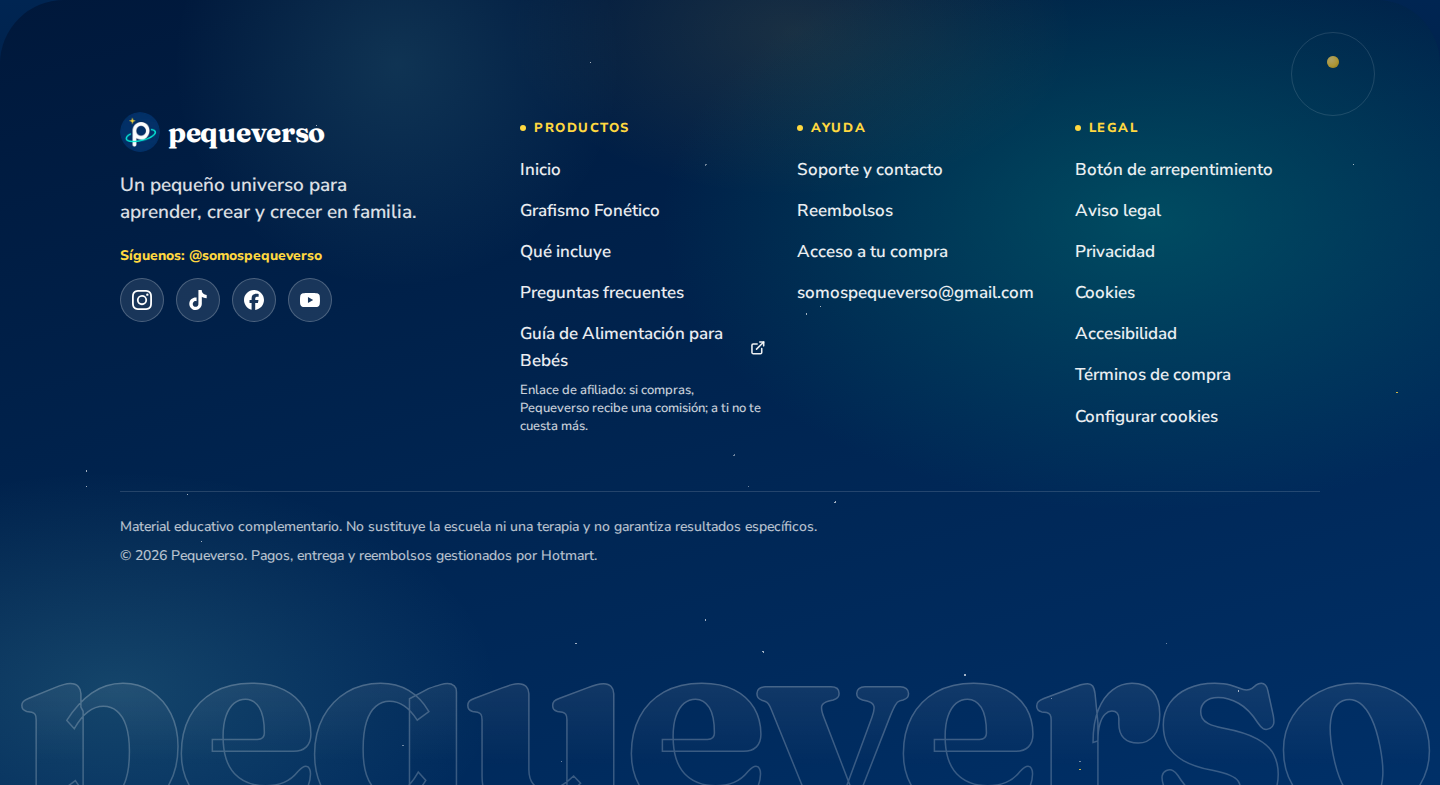 pequeverso
Un pequeño universo para
aprender, crear y crecer en familia.
Síguenos: @somospequeverso
PRODUCTOS
Inicio
Grafismo Fonético
Qué incluye
Preguntas frecuentes
Guía de Alimentación para
Bebés
Enlace de afiliado: si compras,
Pequeverso recibe una comisión; a ti no te
cuesta más.
AYUDA
Soporte y contacto
Reembolsos
Acceso a tu compra
somospequeverso@gmail.com
LEGAL
Botón de arrepentimiento
Aviso legal
Privacidad
Cookies
Accesibilidad
Términos de compra
Configurar cookies
Material educativo complementario. No sustituye la escuela ni una terapia y no garantiza resultados específicos.
© 2026 Pequeverso. Pagos, entrega y reembolsos gestionados por Hotmart.
pequeverso